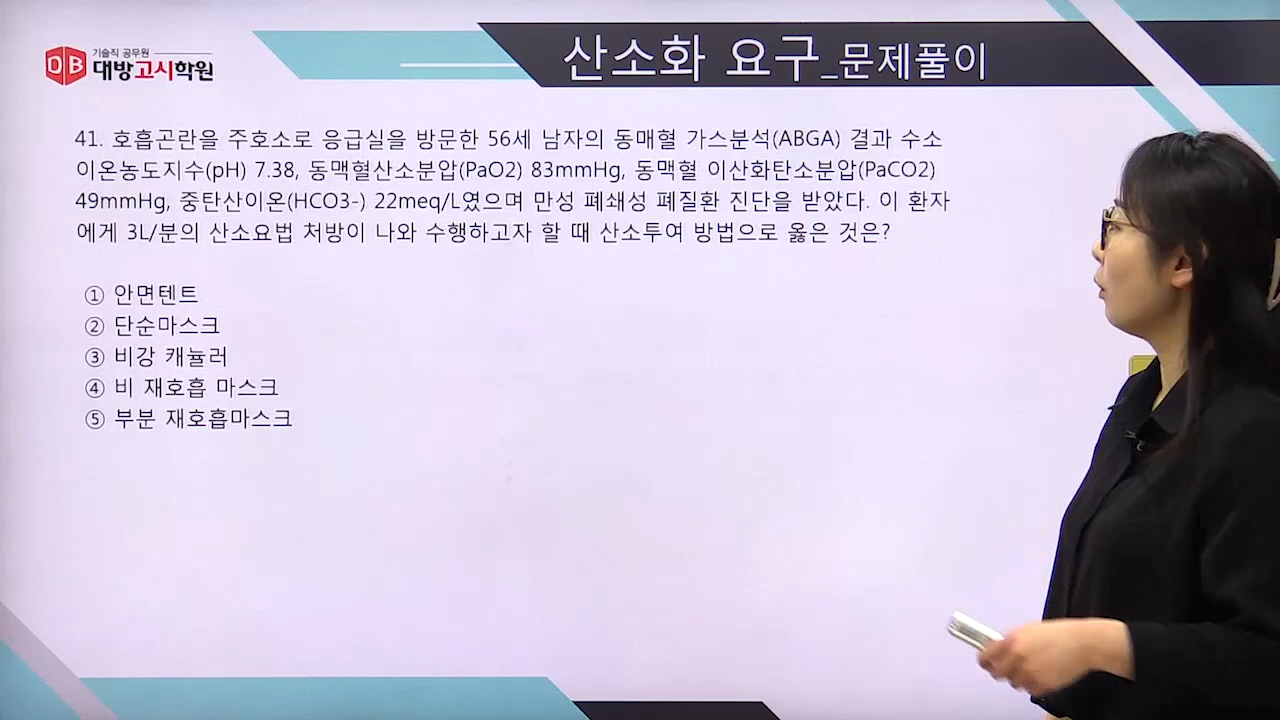 기술직 공무원
DB 대방고시학원
산소화 요구_문제풀이
41. 호흡곤란을 주호소로 응급실을 방문한 56세 남자의 동매혈 가스분석(ABGA) 결과 수소
이온농도지수(pH) 7.38, 동맥혈산소분압(PaO2) 83mmHg, 동맥혈 이산화탄소분압(PaCO2)
49mmHg, 중탄산이온(HCO3-) 22meq/L였으며 만성 폐쇄성 폐질환 진단을 받았다. 이 환자
에게 3L/분의 산소요법 처방이 나와 수행하고자 할 때 산소투여 방법으로 옳은 것은?
① 안면텐트
② 단순마스크
③ 비강 캐뉼러
④ 비 재호흡 마스크
⑤ 부분 재호흡마스크